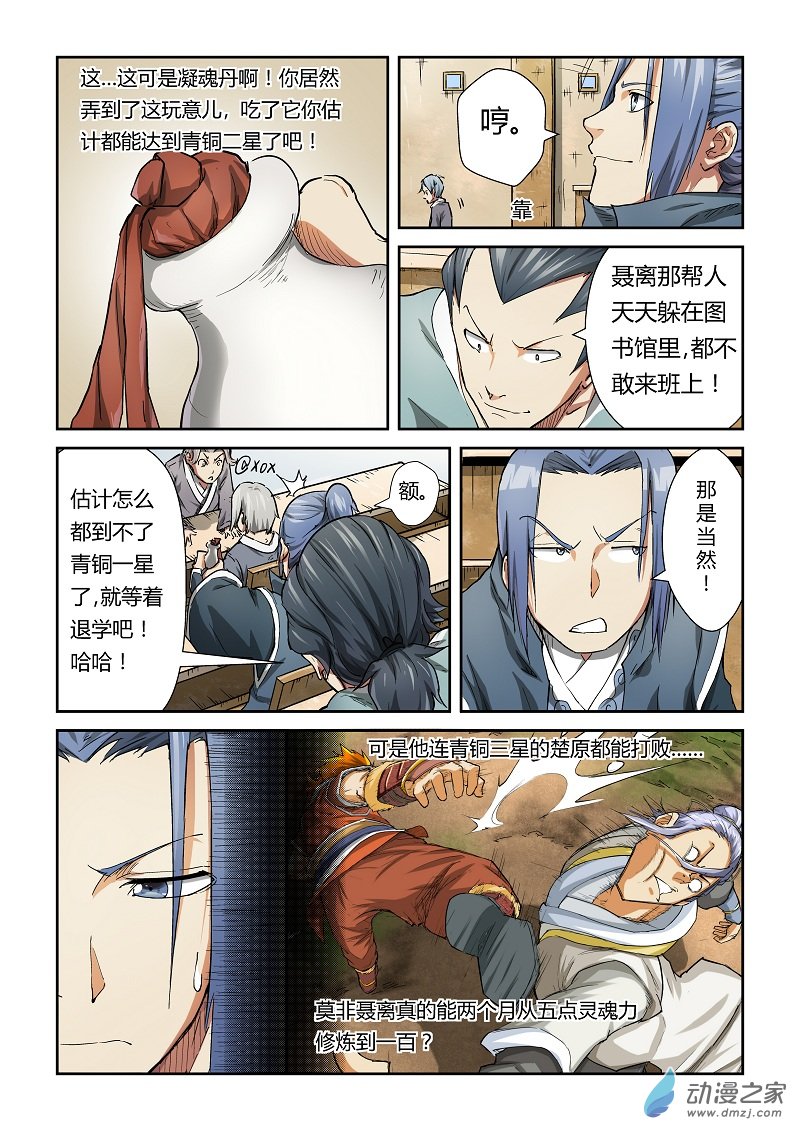 这…这可是凝魂丹啊！你居然
弄到了这玩意儿，吃了它你估
计都能达到青铜二星了吧！
哼。
靠
聂离那帮人
天天躲在图
书馆里，都不
敢来班上！
估计怎么
都到不了
青铜一星
了，就等着
退学吧！
哈哈！
@XOX
额。
那是当然！
可是他连青铜二星的楚原都能打败……
莫非聂离真的能两个月从五点灵魂力
修炼到一百？
动漫之家
www.dmzj.com